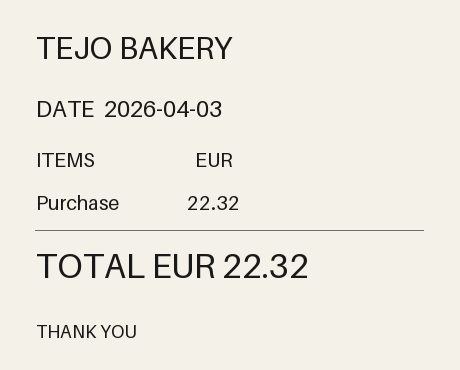 TEJO BAKERY
DATE 2026-04-03
ITEMS EUR
Purchase 22.32
TOTAL EUR 22.32
THANK YOU